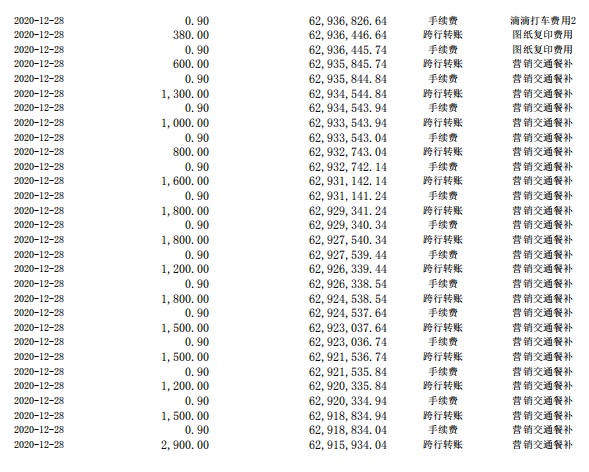 2020-12-28 0.90 62,936,826.64 手续费 滴滴打车费用2
2020-12-28 380.00 62,936,446.64 跨行转账 图纸复印费用
2020-12-28 0.90 62,936,445.74 手续费 图纸复印费用
2020-12-28 600.00 62,935,845.74 跨行转账 营销交通餐补
2020-12-28 0.90 62,935,844.84 手续费 营销交通餐补
2020-12-28 1,300.00 62,934,544.84 跨行转账 营销交通餐补
2020-12-28 0.90 62,934,543.94 手续费 营销交通餐补
2020-12-28 1,000.00 62,933,543.94 跨行转账 营销交通餐补
2020-12-28 0.90 62,933,543.04 手续费 营销交通餐补
2020-12-28 800.00 62,932,743.04 跨行转账 营销交通餐补
2020-12-28 0.90 62,932,742.14 手续费 营销交通餐补
2020-12-28 1,600.00 62,931,142.14 跨行转账 营销交通餐补
2020-12-28 0.90 62,931,141.24 手续费 营销交通餐补
2020-12-28 1,800.00 62,929,341.24 跨行转账 营销交通餐补
2020-12-28 0.90 62,929,340.34 手续费 营销交通餐补
2020-12-28 1,800.00 62,927,540.34 跨行转账 营销交通餐补
2020-12-28 0.90 62,927,539.44 手续费 营销交通餐补
2020-12-28 1,200.00 62,926,339.44 跨行转账 营销交通餐补
2020-12-28 0.90 62,926,338.54 手续费 营销交通餐补
2020-12-28 1,800.00 62,924,538.54 跨行转账 营销交通餐补
2020-12-28 0.90 62,924,537.64 手续费 营销交通餐补
2020-12-28 1,500.00 62,923,037.64 跨行转账 营销交通餐补
2020-12-28 0.90 62,923,036.74 手续费 营销交通餐补
2020-12-28 1,500.00 62,921,536.74 跨行转账 营销交通餐补
2020-12-28 0.90 62,921,535.84 手续费 营销交通餐补
2020-12-28 1,200.00 62,920,335.84 跨行转账 营销交通餐补
2020-12-28 0.90 62,920,334.94 手续费 营销交通餐补
2020-12-28 1,500.00 62,918,834.94 跨行转账 营销交通餐补
2020-12-28 0.90 62,918,834.04 手续费 营销交通餐补
2020-12-28 2,900.00 62,915,934.04 跨行转账 营销交通餐补